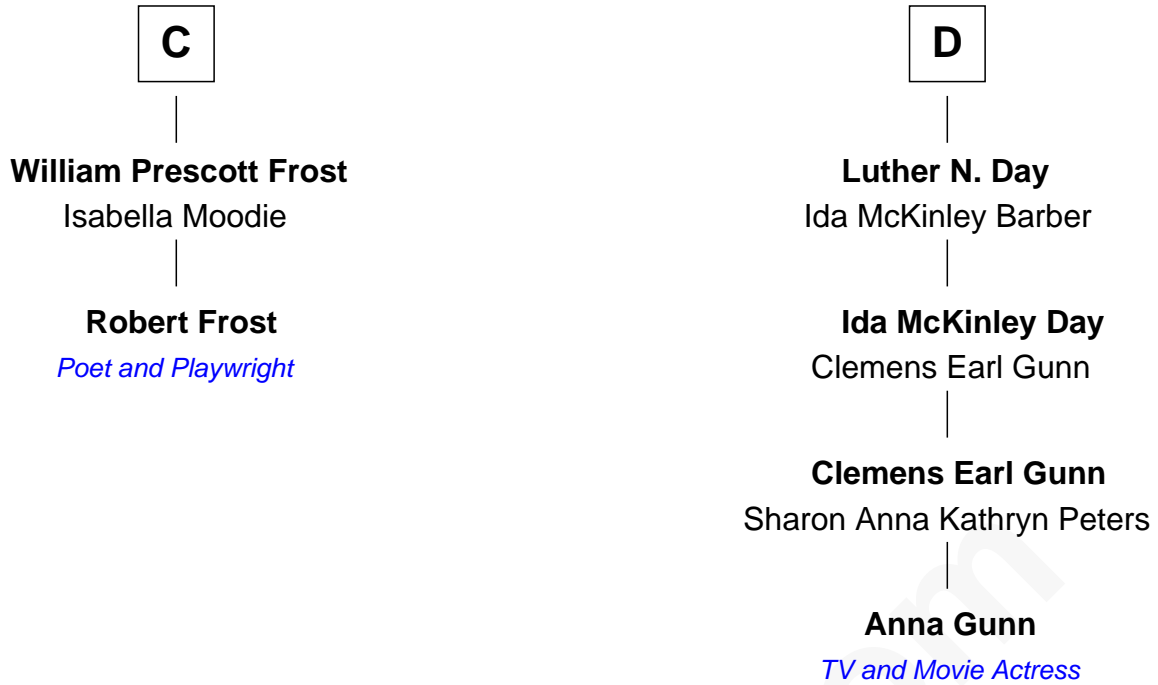 C
William Prescott Frost
Isabella Moodie
Robert Frost
Poet and Playwright
D
Luther N. Day
Ida McKinley Barber
Ida McKinley Day
Clemens Earl Gunn
Clemens Earl Gunn
Sharon Anna Kathryn Peters
Anna Gunn
TV and Movie Actress